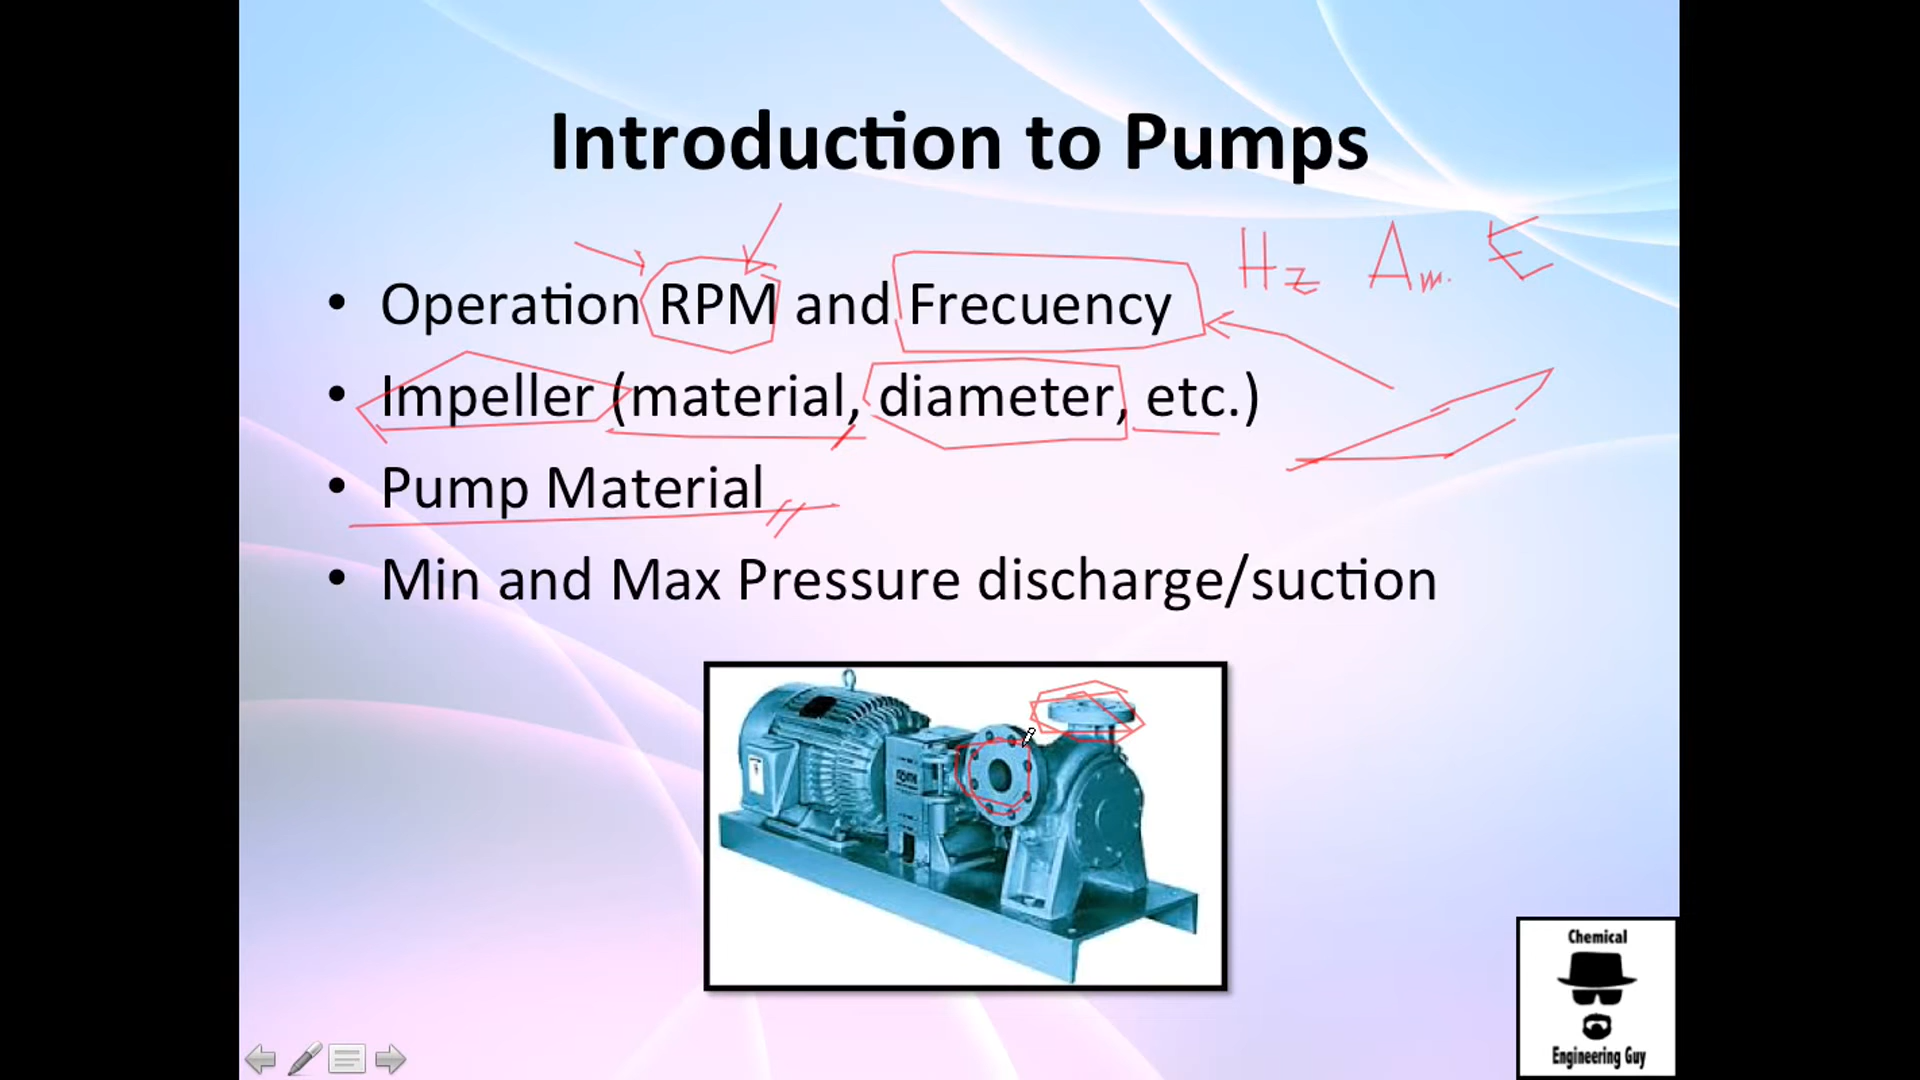 Introduction to Pumps
Hz Am. E
• Operation RPM and Frecuency
• Impeller (material, diameter, etc.)
• Pump Material
• Min and Max Pressure discharge/suction
Chemical
Engineering Guy